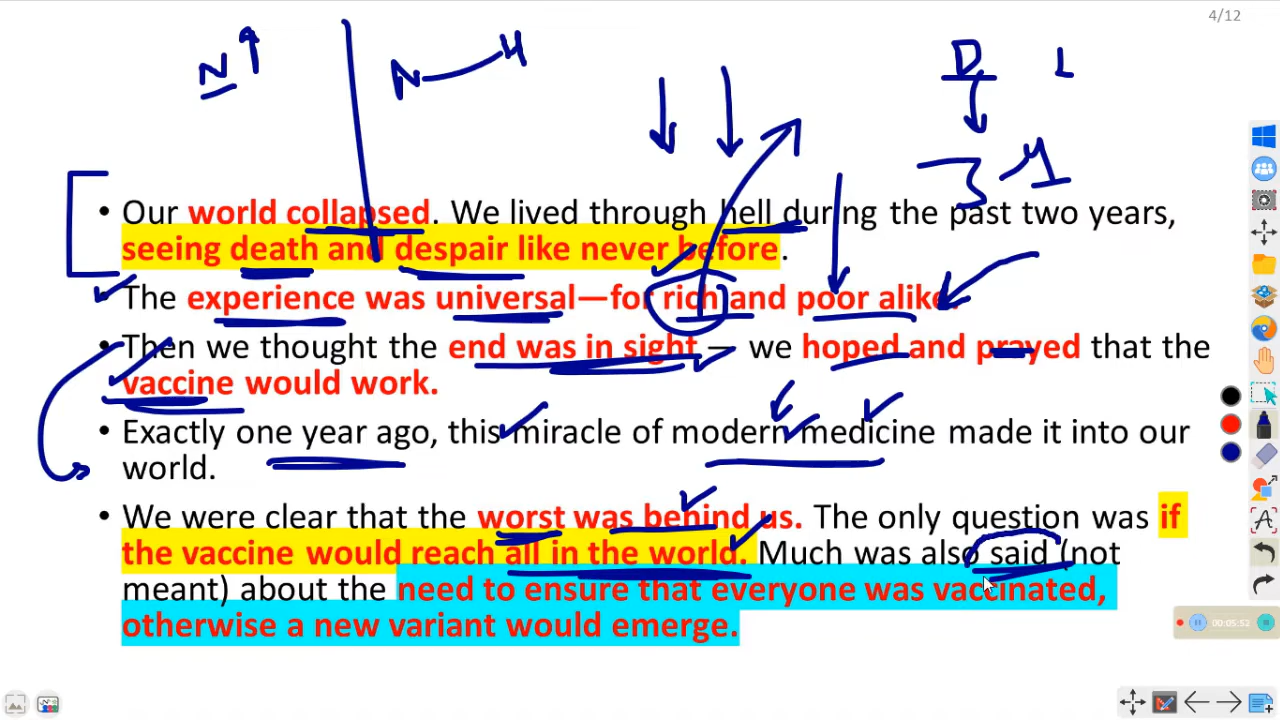 4/12
N
N
H
D L
3 M
• Our world collapsed. We lived through hell during the past two years,
seeing death and despair like never before.
• The experience was universal—for rich and poor alike.
• Then we thought the end was in sight — we hoped and prayed that the
vaccine would work.
• Exactly one year ago, this miracle of modern medicine made it into our
world.
• We were clear that the worst was behind us. The only question was if
the vaccine would reach all in the world. Much was also said (not
meant) about the need to ensure that everyone was vaccinated,
otherwise a new variant would emerge.
00:05:52